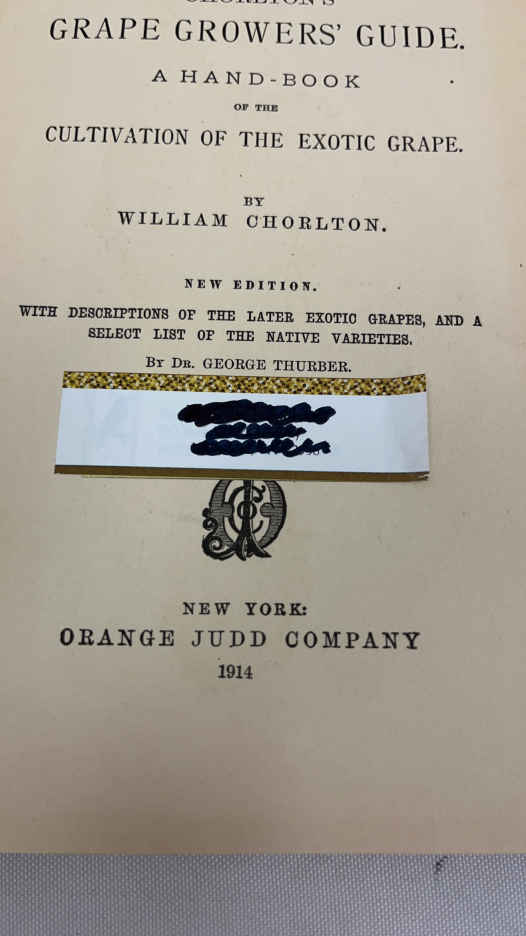 CHORLTON'S
GRAPE GROWERS' GUIDE.
A HAND-BOOK
OF THE
CULTIVATION OF THE EXOTIC GRAPE.
BY
WILLIAM CHORLTON.
NEW EDITION.
WITH DESCRIPTIONS OF THE LATER EXOTIC GRAPES, AND A
SELECT LIST OF THE NATIVE VARIETIES.
BY DR. GEORGE THURBER.
NEW YORK:
ORANGE JUDD COMPANY
1914